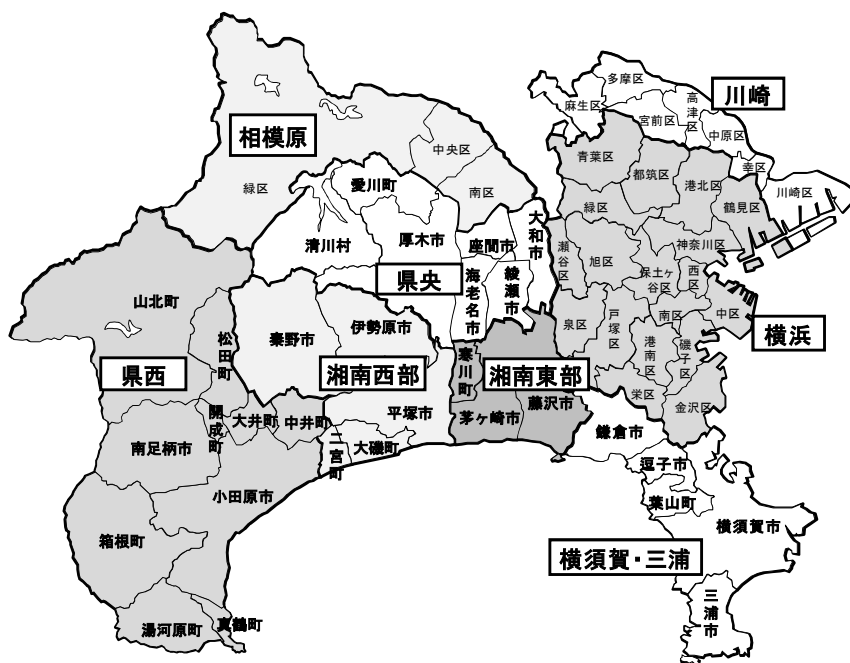 相模原
緑区
中央区
南区
川崎
麻生区
多摩区
高津区
宮前区
中原区
幸区
川崎区
横浜
青葉区
都筑区
港北区
鶴見区
緑区
神奈川区
瀬谷区
旭区
保土ヶ谷区
西区
中区
南区
泉区
戸塚区
港南区
磯子区
栄区
金沢区
県央
愛川町
清川村
厚木市
座間市
大和市
海老名市
綾瀬市
県西
山北町
松田町
開成町
大井町
中井町
南足柄市
小田原市
箱根町
湯河原町
真鶴町
湘南西部
秦野市
伊勢原市
平塚市
二宮町
大磯町
湘南東部
寒川町
茅ヶ崎市
藤沢市
横須賀・三浦
鎌倉市
逗子市
葉山町
横須賀市
三浦市